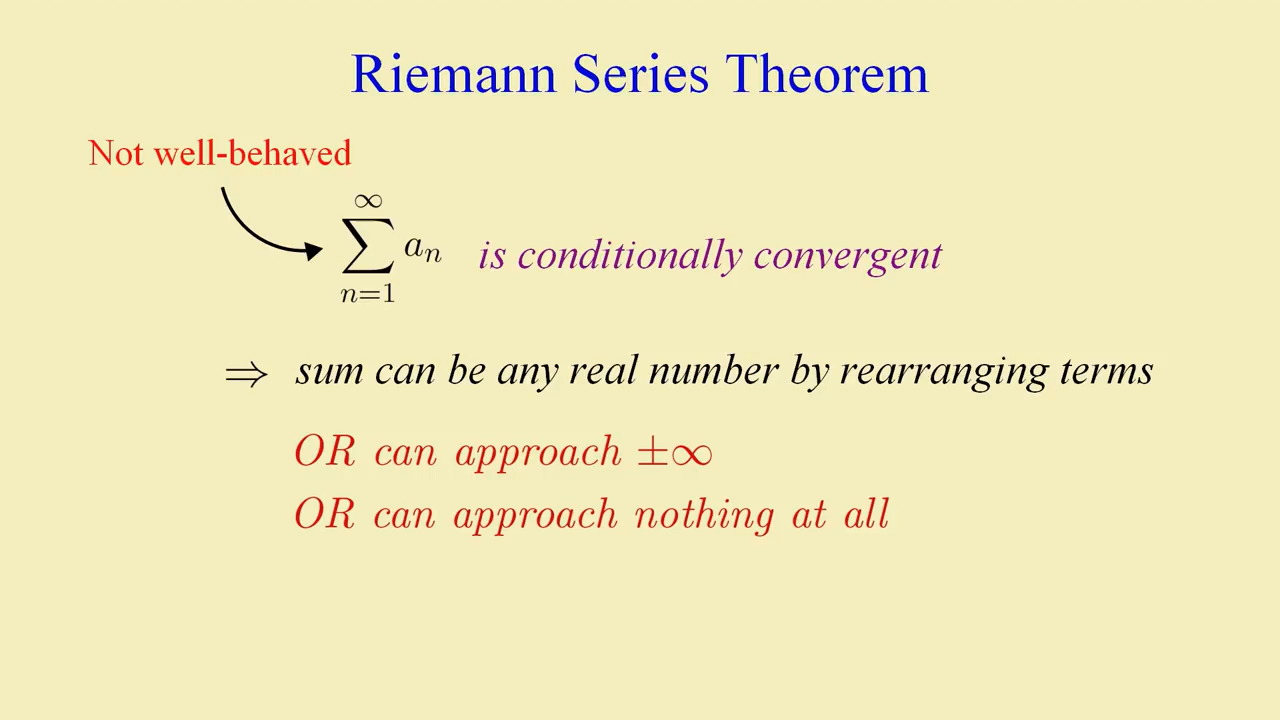 Riemann Series Theorem
Not well-behaved
∞
∑ aₙ is conditionally convergent
n=1
⇒ sum can be any real number by rearranging terms
OR can approach ±∞
OR can approach nothing at all